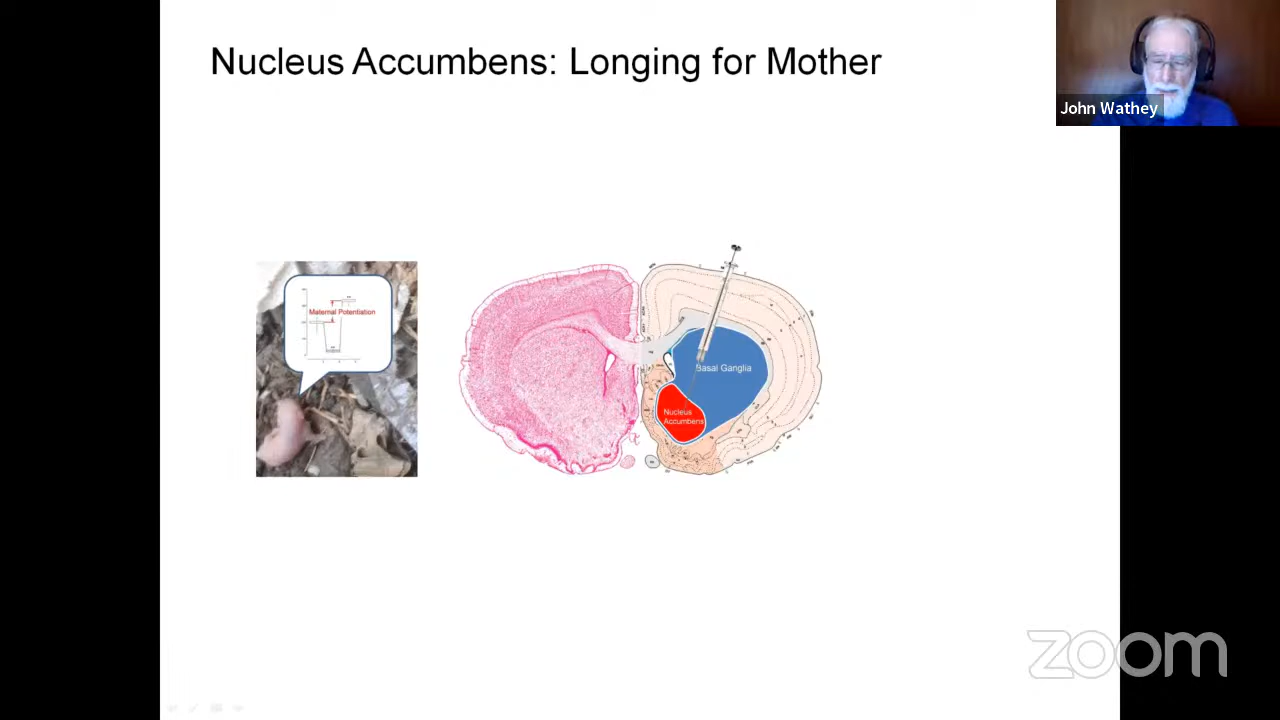 Nucleus Accumbens: Longing for Mother
John Wathey
Maternal Potentiation
Basal Ganglia
Nucleus
Accumbens
zoom